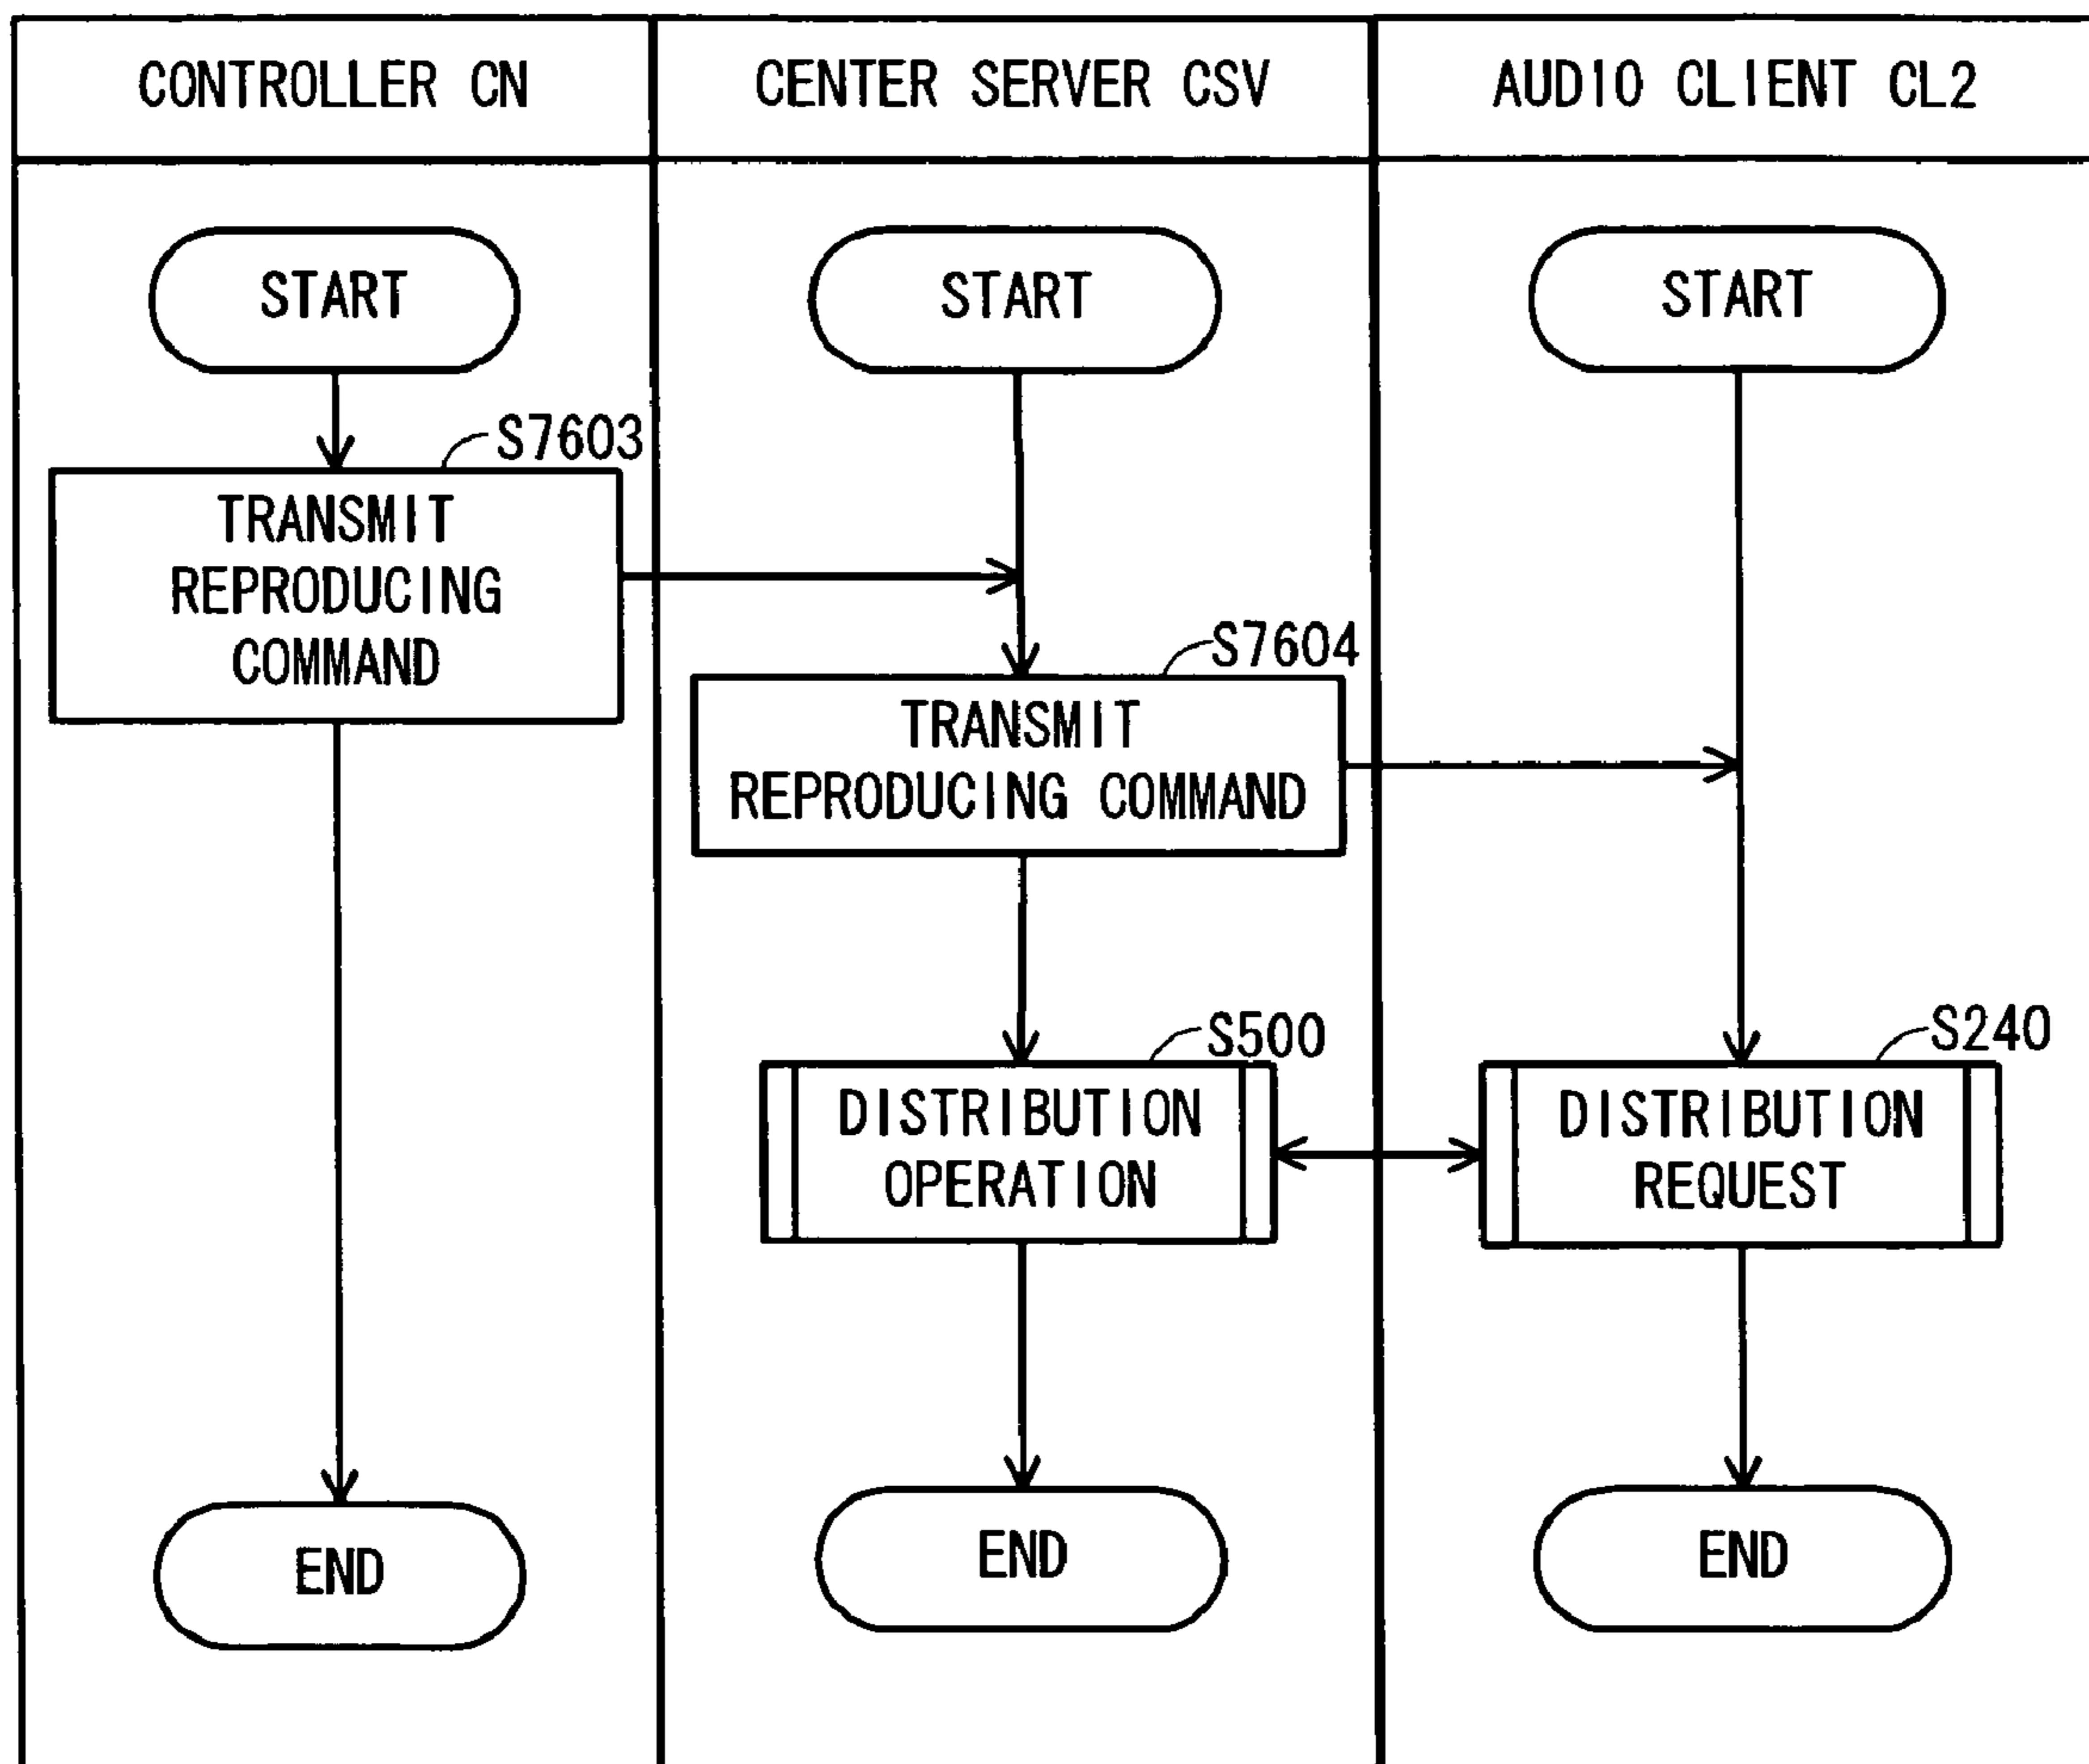 CONTROLLER CN
CENTER SERVER CSV
AUDIO CLIENT CL2
START
START
START
S7603
TRANSMIT
REPRODUCING
COMMAND
S7604
TRANSMIT
REPRODUCING COMMAND
S500
DISTRIBUTION
OPERATION
S240
DISTRIBUTION
REQUEST
END
END
END